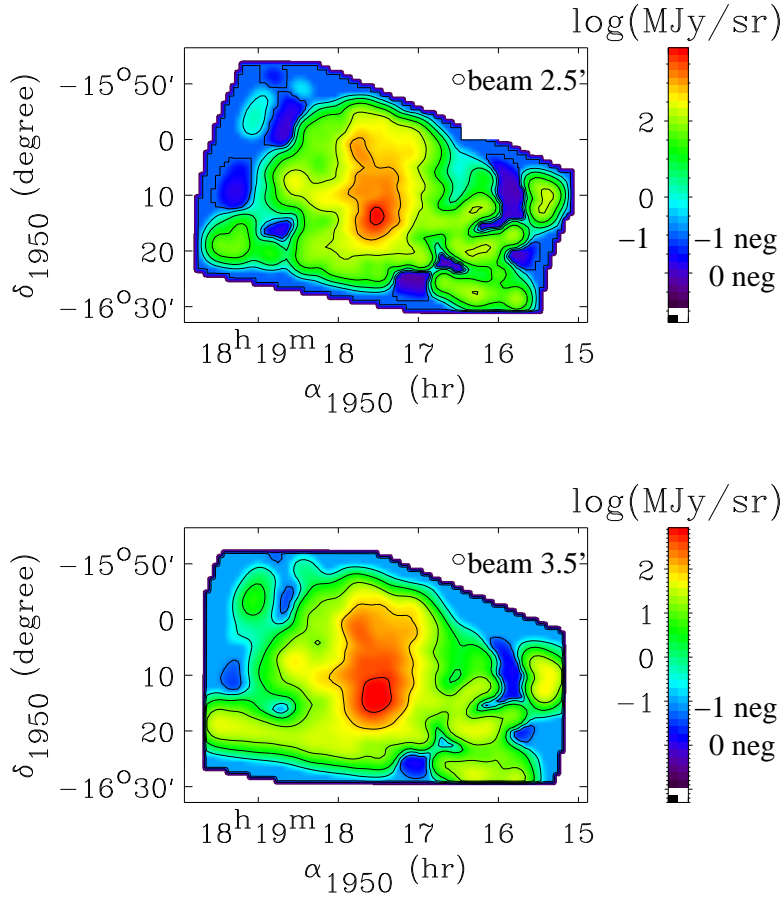 log(MJy/sr)
beam 2.5'
−15°50′
0
10
20
−16°30′
δ1950 (degree)
18h19m 18 17 16 15
α1950 (hr)
2
0
−1
−1 neg
0 neg
log(MJy/sr)
beam 3.5'
−15°50′
0
10
20
−16°30′
δ1950 (degree)
18h19m 18 17 16 15
α1950 (hr)
2
1
0
−1
−1 neg
0 neg